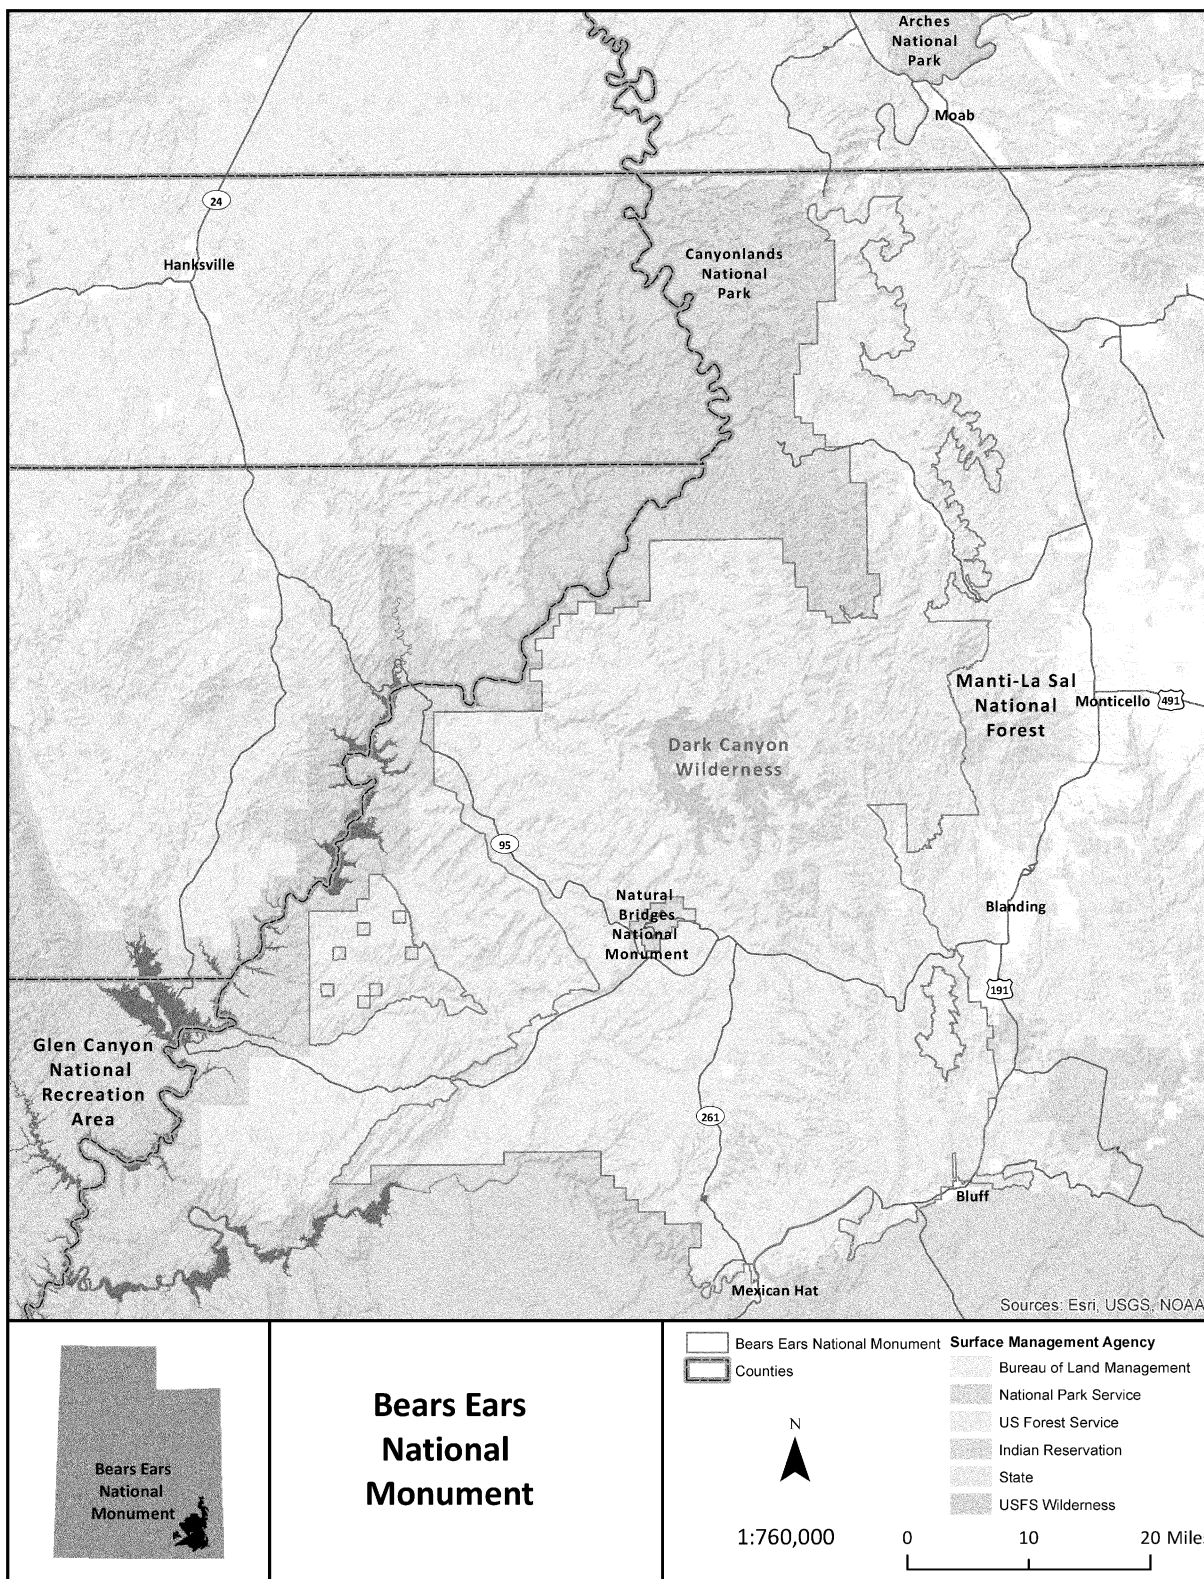 Arches
National
Park
Moab
24
Hanksville
Canyonlands
National
Park
Manti-La Sal
National
Forest
Monticello
491
Dark Canyon
Wilderness
95
Natural
Bridges
National
Monument
Blanding
191
Glen Canyon
National
Recreation
Area
261
Bluff
Mexican Hat
Sources: Esri, USGS, NOAA
Bears Ears
National
Monument
Bears Ears
National
Monument
Bears Ears National Monument
Counties
N
1:760,000
Surface Management Agency
Bureau of Land Management
National Park Service
US Forest Service
Indian Reservation
State
USFS Wilderness
0 10 20 Mile